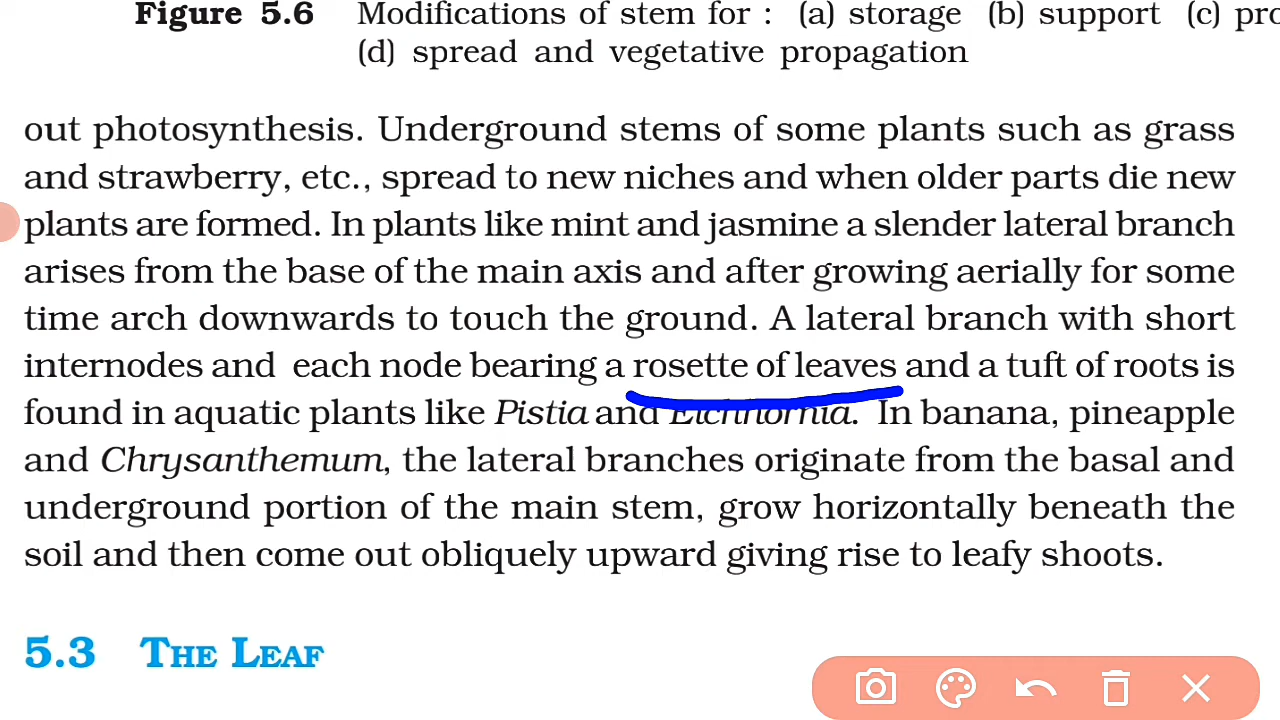 Figure 5.6 Modifications of stem for : (a) storage (b) support (c)
(d) spread and vegetative propagation
out photosynthesis. Underground stems of some plants such as grass
and strawberry, etc., spread to new niches and when older parts die new
plants are formed. In plants like mint and jasmine a slender lateral branch
arises from the base of the main axis and after growing aerially for some
time arch downwards to touch the ground. A lateral branch with short
internodes and each node bearing a rosette of leaves and a tuft of roots is
found in aquatic plants like Pistia and Eichhornia. In banana, pineapple
and Chrysanthemum, the lateral branches originate from the basal and
underground portion of the main stem, grow horizontally beneath the
soil and then come out obliquely upward giving rise to leafy shoots.
5.3 THE LEAF